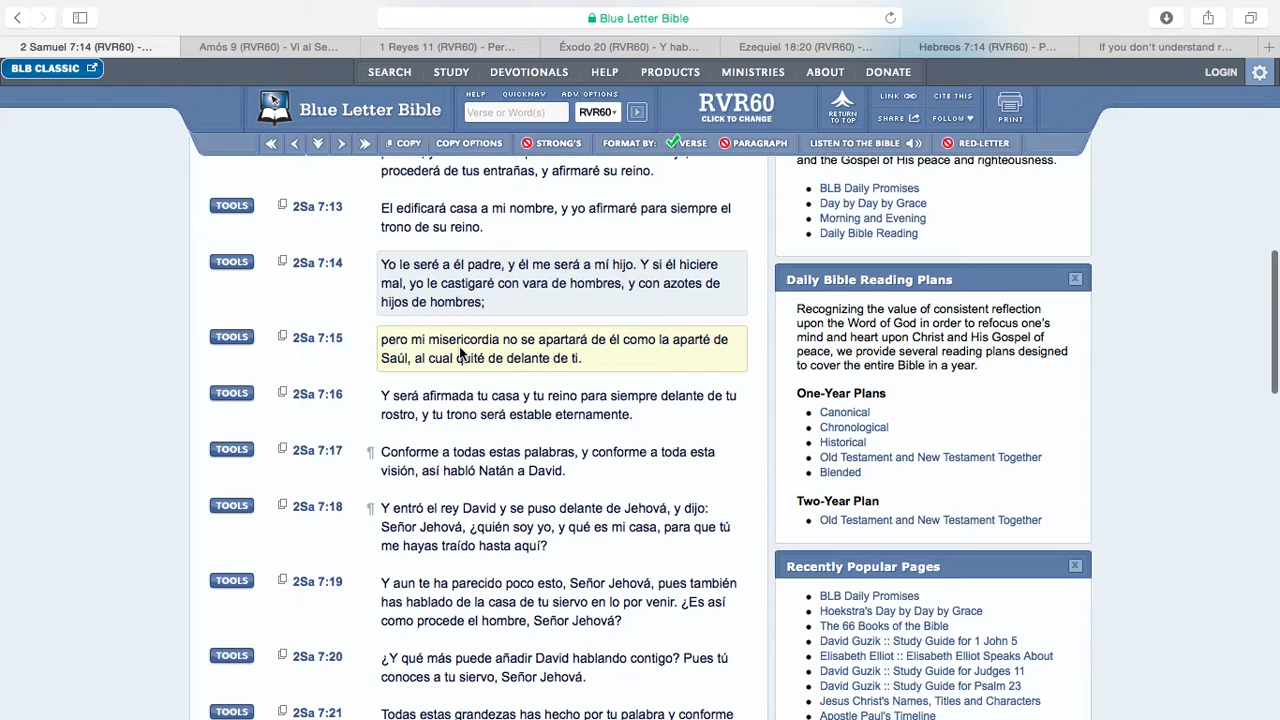 Blue Letter Bible
2 Samuel 7:14 (RVR60) -...
Amós 9 (RVR60) - Vi al Se...
1 Reyes 11 (RVR60) - Per...
Éxodo 20 (RVR60) - Y hab...
Ezequiel 18:20 (RVR60) -...
Hebreos 7:14 (RVR60) - P...
If you don't understand r...
BLB CLASSIC
SEARCH STUDY DEVOTIONALS HELP PRODUCTS MINISTRIES ABOUT DONATE
LOGIN
Blue Letter Bible
HELP QUICKNAV ADV. OPTIONS
Verse or Word(s)
RVR60
RVR60
CLICK TO CHANGE
RETURN
TO TOP
LINK
CITE THIS
SHARE
FOLLOW
PRINT
COPY COPY OPTIONS STRONG'S FORMAT BY: VERSE PARAGRAPH LISTEN TO THE BIBLE RED-LETTER
procederá de tus entrañas, y afirmaré su reino.
TOOLS 2Sa 7:13
El edificará casa a mi nombre, y yo afirmaré para siempre el
trono de su reino.
TOOLS 2Sa 7:14
Yo le seré a él padre, y él me será a mí hijo. Y si él hiciere
mal, yo le castigaré con vara de hombres, y con azotes de
hijos de hombres;
TOOLS 2Sa 7:15
pero mi misericordia no se apartará de él como la aparté de
Saúl, al cual quité de delante de ti.
TOOLS 2Sa 7:16
Y será afirmada tu casa y tu reino para siempre delante de tu
rostro, y tu trono será estable eternamente.
TOOLS 2Sa 7:17
¶ Conforme a todas estas palabras, y conforme a toda esta
visión, así habló Natán a David.
TOOLS 2Sa 7:18
¶ Y entró el rey David y se puso delante de Jehová, y dijo:
Señor Jehová, ¿quién soy yo, y qué es mi casa, para que tú
me hayas traído hasta aquí?
TOOLS 2Sa 7:19
Y aun te ha parecido poco esto, Señor Jehová, pues también
has hablado de la casa de tu siervo en lo por venir. ¿Es así
como procede el hombre, Señor Jehová?
TOOLS 2Sa 7:20
¿Y qué más puede añadir David hablando contigo? Pues tú
conoces a tu siervo, Señor Jehová.
TOOLS 2Sa 7:21
Todas estas grandezas has hecho por tu palabra y conforme
and the Gospel of His peace and righteousness.
BLB Daily Promises
Day by Day by Grace
Morning and Evening
Daily Bible Reading
Daily Bible Reading Plans
Recognizing the value of consistent reflection
upon the Word of God in order to refocus one's
mind and heart upon Christ and His Gospel of
peace, we provide several reading plans designed
to cover the entire Bible in a year.
One-Year Plans
Canonical
Chronological
Historical
Old Testament and New Testament Together
Blended
Two-Year Plan
Old Testament and New Testament Together
Recently Popular Pages
BLB Daily Promises
Hoekstra's Day by Day by Grace
The 66 Books of the Bible
David Guzik :: Study Guide for 1 John 5
Elisabeth Elliot :: Elisabeth Elliot Speaks About
David Guzik :: Study Guide for Judges 11
David Guzik :: Study Guide for Psalm 23
Jesus Christ's Names, Titles and Characters
Apostle Paul's Timeline